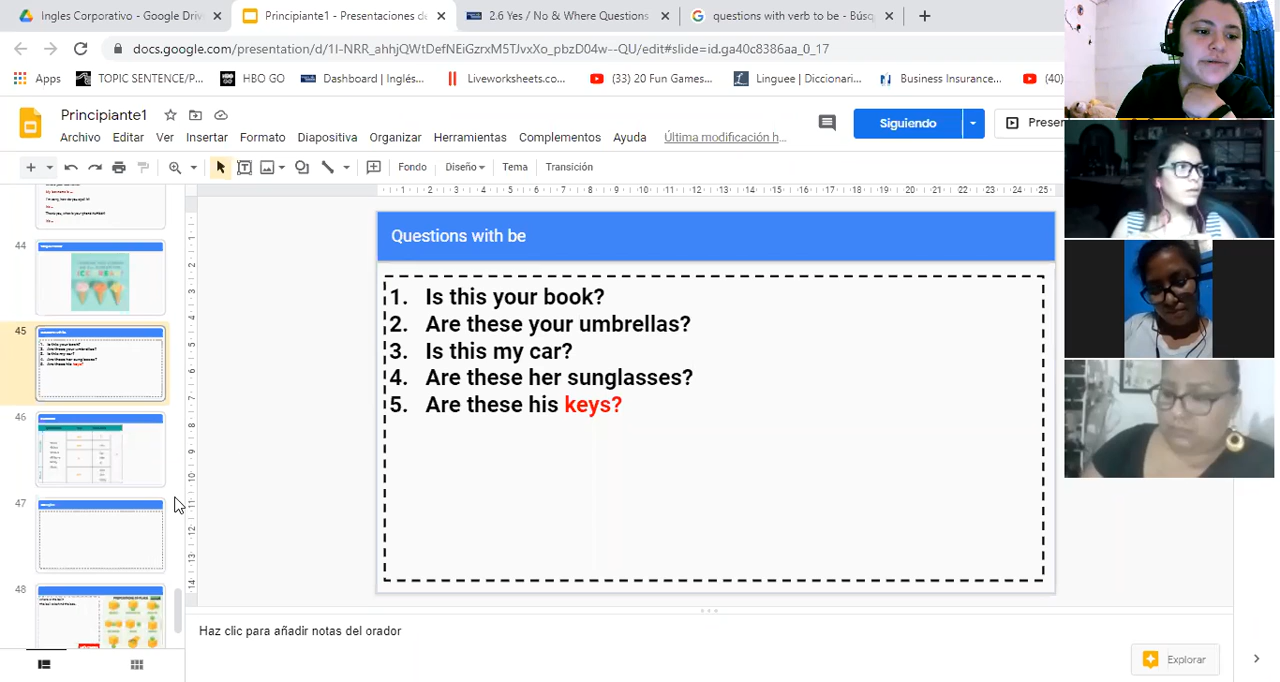 Ingles Corporativo - Google Driv
Principiante1 - Presentaciones de
2.6 Yes / No & Where Questions
questions with verb to be - Búsq
docs.google.com/presentation/d/1I-NRR_ahhjQWtDefNEiGzrxM5TJvxXo_pbzD04w--QU/edit#slide=id.ga40c8386aa_0_17
Apps
TOPIC SENTENCE/P...
HBO GO
Dashboard | Inglés...
Liveworksheets.co...
(33) 20 Fun Games...
Linguee | Diccionari...
Business Insurance...
(40)
Principiante1
Archivo Editar Ver Insertar Formato Diapositiva Organizar Herramientas Complementos Ayuda Última modificación h...
Siguiendo
Presen
Fondo Diseño Tema Transición
44
45
46
47
48
Questions with be
1. Is this your book?
2. Are these your umbrellas?
3. Is this my car?
4. Are these her sunglasses?
5. Are these his keys?
Haz clic para añadir notas del orador
Explorar